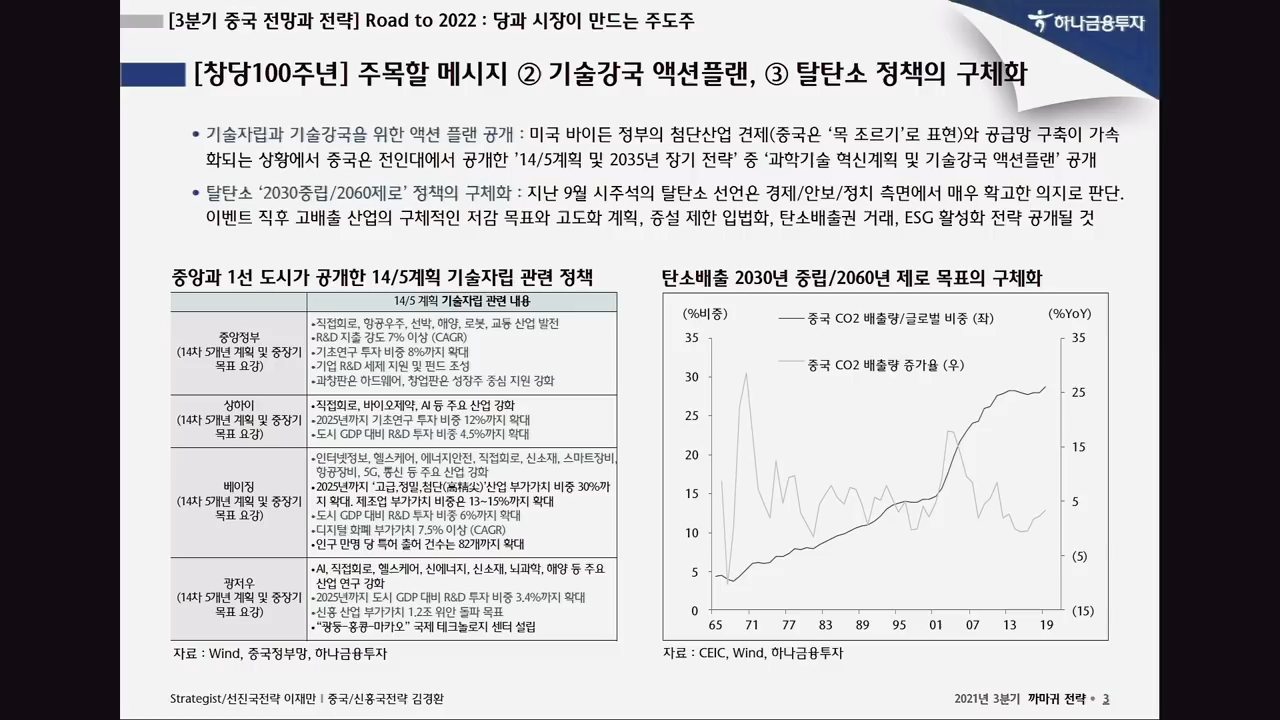 [3분기 중국 전망과 전략] Road to 2022 : 당과 시장이 만드는 주도주
하나금융투자
[창당100주년] 주목할 메시지 ② 기술강국 액션플랜, ③ 탈탄소 정책의 구체화
• 기술자립과 기술강국을 위한 액션 플랜 공개 : 미국 바이든 정부의 첨단산업 견제(중국은 ‘목 조르기’로 표현)와 공급망 구축이 가속
화되는 상황에서 중국은 전인대에서 공개한 ’14/5계획 및 2035년 장기 전략’ 중 ‘과학기술 혁신계획 및 기술강국 액션플랜’ 공개
• 탈탄소 ‘2030중립/2060제로’ 정책의 구체화 : 지난 9월 시주석의 탈탄소 선언은 경제/안보/정치 측면에서 매우 확고한 의지로 판단.
이벤트 직후 고배출 산업의 구체적인 저감 목표와 고도화 계획, 증설 제한 입법화, 탄소배출권 거래, ESG 활성화 전략 공개될 것
중앙과 1선 도시가 공개한 14/5계획 기술자립 관련 정책
14/5 계획 기술자립 관련 내용
중앙정부
(14차 5개년 계획 및 중장기
목표 요강)
•직접회로, 항공우주, 선박, 해양, 로봇, 교통 산업 발전
•R&D 지출 강도 7% 이상 (CAGR)
•기초연구 투자 비중 8%까지 확대
•기업 R&D 세제 지원 및 펀드 조성
•과창판은 하드웨어, 창업판은 성장주 중심 지원 강화
상하이
(14차 5개년 계획 및 중장기
목표 요강)
•직접회로, 바이오제약, AI 등 주요 산업 강화
•2025년까지 기초연구 투자 비중 12%까지 확대
•도시 GDP 대비 R&D 투자 비중 4.5%까지 확대
베이징
(14차 5개년 계획 및 중장기
목표 요강)
•인터넷정보, 헬스케어, 에너지안전, 직접회로, 신소재, 스마트장비,
항공장비, 5G, 통신 등 주요 산업 강화
•2025년까지 ‘고급,정밀,첨단(高精尖)’산업 부가가치 비중 30%까
지 확대. 제조업 부가가치 비중은 13~15%까지 확대
•도시 GDP 대비 R&D 투자 비중 6%까지 확대
•디지털 화폐 부가가치 7.5% 이상 (CAGR)
•인구 만명 당 특허 출허 건수는 82개까지 확대
광저우
(14차 5개년 계획 및 중장기
목표 요강)
•AI, 직접회로, 헬스케어, 신에너지, 신소재, 뇌과학, 해양 등 주요
산업 연구 강화
•2025년까지 도시 GDP 대비 R&D 투자 비중 3.4%까지 확대
•신흥 산업 부가가치 1.2조 위안 돌파 목표
•“광동-홍콩-마카오” 국제 테크놀로지 센터 설립
자료 : Wind, 중국정부망, 하나금융투자
탄소배출 2030년 중립/2060년 제로 목표의 구체화
(%비중)
중국 CO2 배출량/글로벌 비중 (좌)
(%YoY)
중국 CO2 배출량 증가율 (우)
35
30
25
20
15
10
5
0
35
25
15
5
(5)
(15)
65 71 77 83 89 95 01 07 13 19
자료 : CEIC, Wind, 하나금융투자
Strategist/선진국전략 이재만 | 중국/신흥국전략 김경환
2021년 3분기 까마귀 전략 • 3